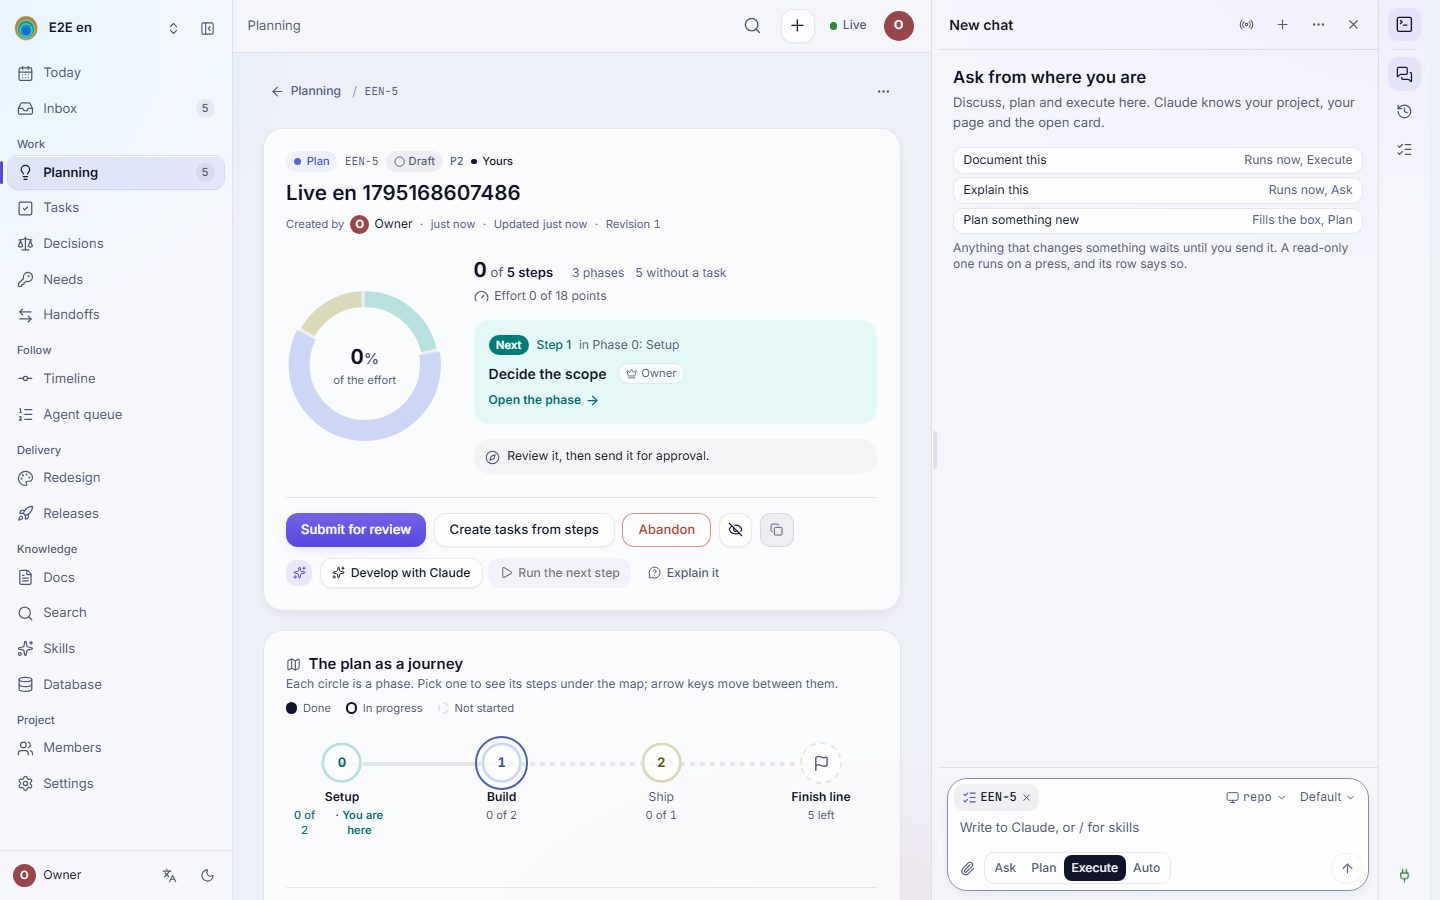 E2E en
Today
Inbox 5
Work
Planning 5
Tasks
Decisions
Needs
Handoffs
Follow
Timeline
Agent queue
Delivery
Redesign
Releases
Knowledge
Docs
Search
Skills
Database
Project
Members
Settings
O Owner
Planning
Live
O
Planning / EEN-5
Plan EEN-5 Draft P2 Yours
Live en 1795168607486
Created by O Owner · just now · Updated just now · Revision 1
0%
of the effort
0 of 5 steps 3 phases 5 without a task
Effort 0 of 18 points
Next Step 1 in Phase 0: Setup
Decide the scope Owner
Open the phase
Review it, then send it for approval.
Submit for review Create tasks from steps Abandon
Develop with Claude Run the next step Explain it
The plan as a journey
Each circle is a phase. Pick one to see its steps under the map; arrow keys move between them.
Done In progress Not started
0 1 2
Setup Build Ship Finish line
0 of 2 · You are here 0 of 2 0 of 1 5 left
New chat
Ask from where you are
Discuss, plan and execute here. Claude knows your project, your
page and the open card.
Document this Runs now, Execute
Explain this Runs now, Ask
Plan something new Fills the box, Plan
Anything that changes something waits until you send it. A read-only
one runs on a press, and its row says so.
EEN-5 repo Default
Write to Claude, or / for skills
Ask Plan Execute Auto